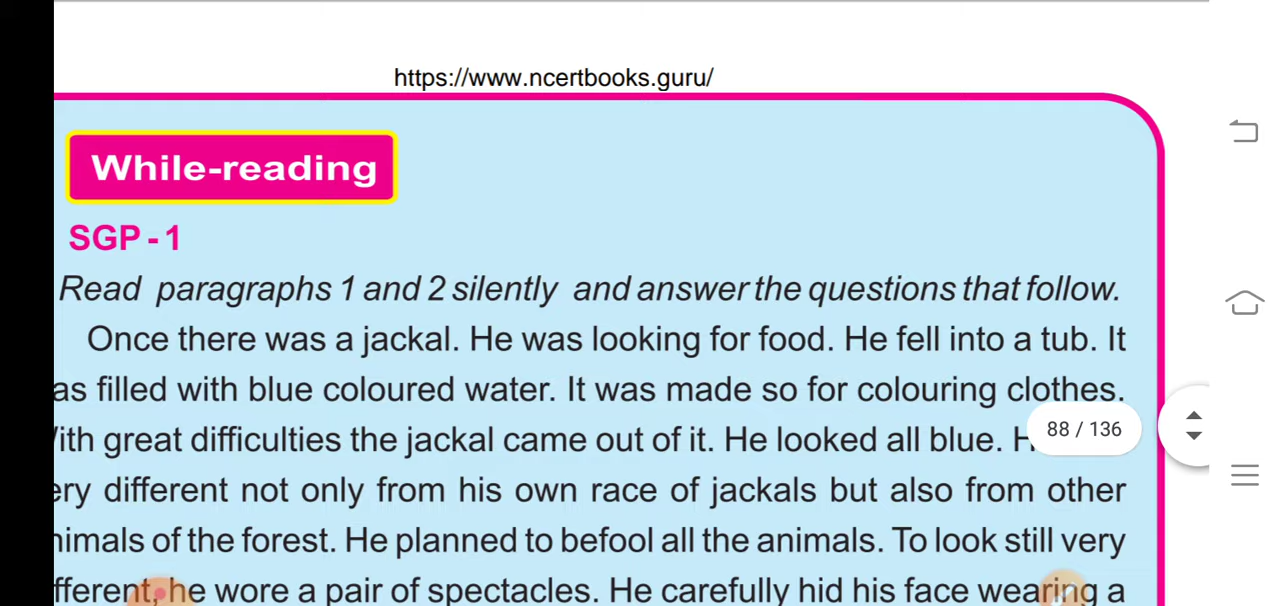 https://www.ncertbooks.guru/
While-reading
SGP - 1
Read paragraphs 1 and 2 silently and answer the questions that follow.
Once there was a jackal. He was looking for food. He fell into a tub. It
as filled with blue coloured water. It was made so for colouring clothes.
ith great difficulties the jackal came out of it. He looked all blue. H
88 / 136
ery different not only from his own race of jackals but also from other
nimals of the forest. He planned to befool all the animals. To look still very
fferent, he wore a pair of spectacles. He carefully hid his face wearing a